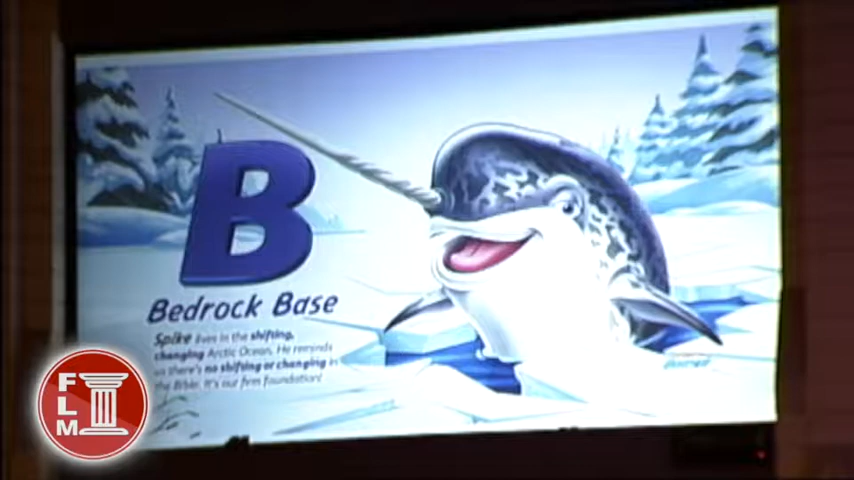 B
Bedrock Base
Spike lives in the shifting,
changing Arctic Ocean. He reminds
us there's no shifting or changing in
the Bible. It's our firm foundation!
F
L
M